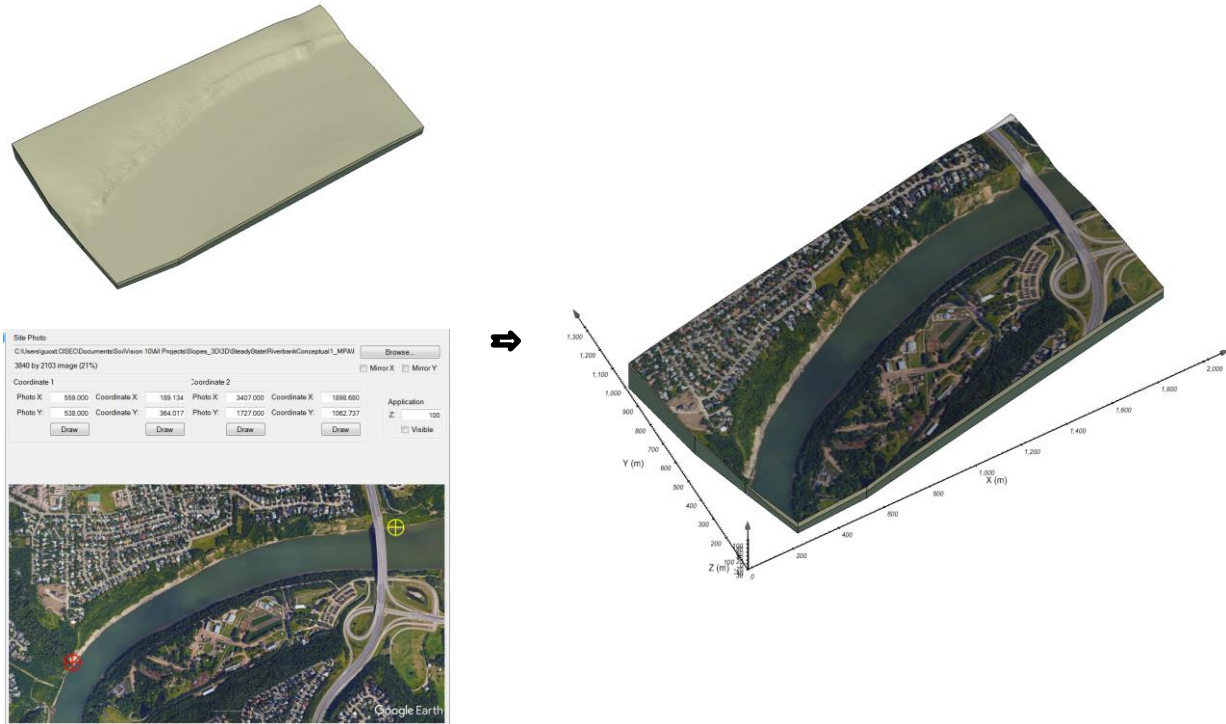 Site Photo
C:\Users\guoxt.CISEC\Documents\SoilVision 10\All Projects\Slopes_3D\3D\SteadyState\RiverbankConceptual\1_MPA\I Browse...
3840 by 2103 image (21%) Mirror X Mirror Y
Coordinate 1 Coordinate 2
Photo X: 559.000 Coordinate X: 189.134 Photo X: 3407.000 Coordinate X: 1898.680 Application
Photo Y: 538.000 Coordinate Y: 364.017 Photo Y: 1727.000 Coordinate Y: 1062.737 Z: 100
Draw Draw Draw Draw Visible
Google Earth
1,300
1,200
1,100
1,000
900
800
700
600
500
400
300
200
100
Y (m)
Z (m)
0
200
400
600
800
1,000
X (m)
1,200
1,400
1,600
1,800
2,000